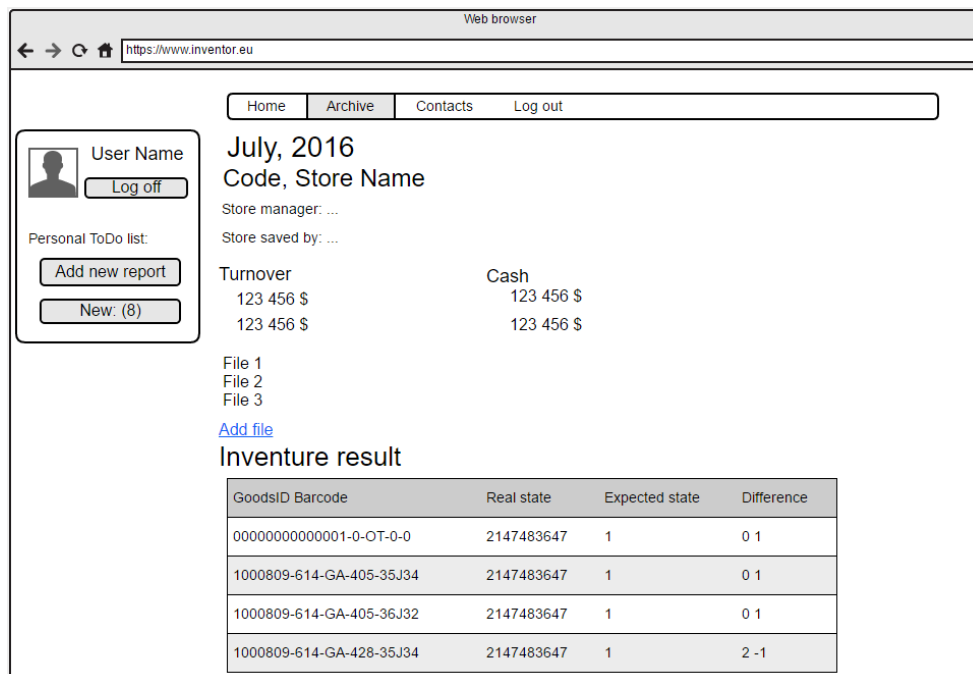 Web browser
https://www.inventor.eu
Home Archive Contacts Log out
User Name
Log off
Personal ToDo list:
Add new report
New: (8)
July, 2016
Code, Store Name
Store manager: ...
Store saved by: ...
Turnover Cash
123 456 $ 123 456 $
123 456 $ 123 456 $
File 1
File 2
File 3
Add file
Inventure result
GoodsID Barcode Real state Expected state Difference
00000000000001-0-OT-0-0 2147483647 1 0 1
1000809-614-GA-405-35J34 2147483647 1 0 1
1000809-614-GA-405-36J32 2147483647 1 0 1
1000809-614-GA-428-35J34 2147483647 1 2 -1